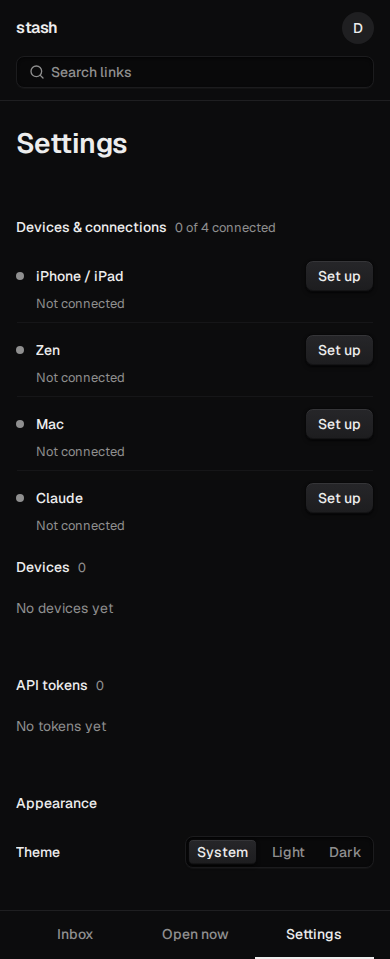 stash
D
Search links
Settings
Devices & connections 0 of 4 connected
iPhone / iPad
Set up
Not connected
Zen
Set up
Not connected
Mac
Set up
Not connected
Claude
Set up
Not connected
Devices 0
No devices yet
API tokens 0
No tokens yet
Appearance
Theme
System Light Dark
Inbox Open now Settings